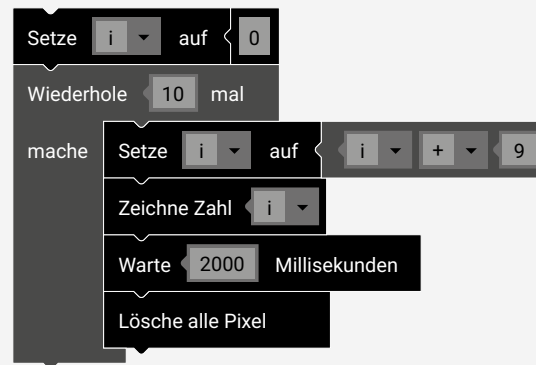 Setze i auf 0
Wiederhole 10 mal
mache Setze i auf i + 9
Zeichne Zahl i
Warte 2000 Millisekunden
Lösche alle Pixel